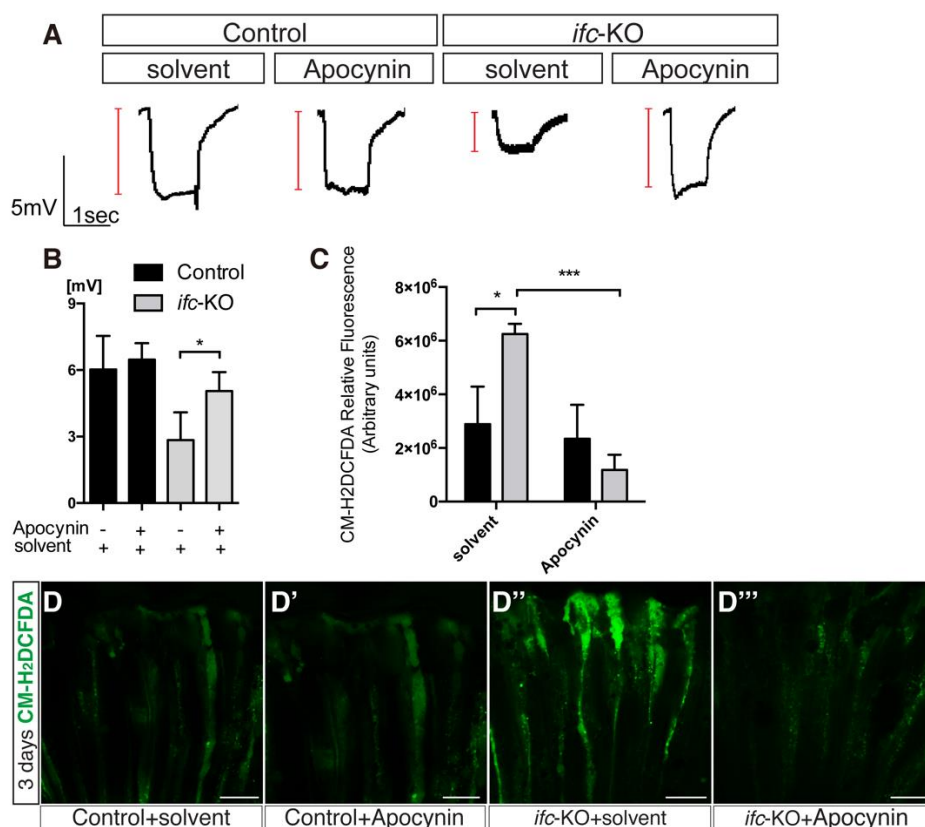 A
Control
ifc-KO
solvent
Apocynin
solvent
Apocynin
5mV
1sec
B
Control
ifc-KO
[mV]
9
6
3
0
*
Apocynin - + - +
solvent + + + +
C
CM-H2DCFDA Relative Fluorescence
(Arbitrary units)
8×10⁶
6×10⁶
4×10⁶
2×10⁶
0
*
***
solvent
Apocynin
3 days CM-H2DCFDA
D
D'
D''
D'''
Control+solvent
Control+Apocynin
ifc-KO+solvent
ifc-KO+Apocynin